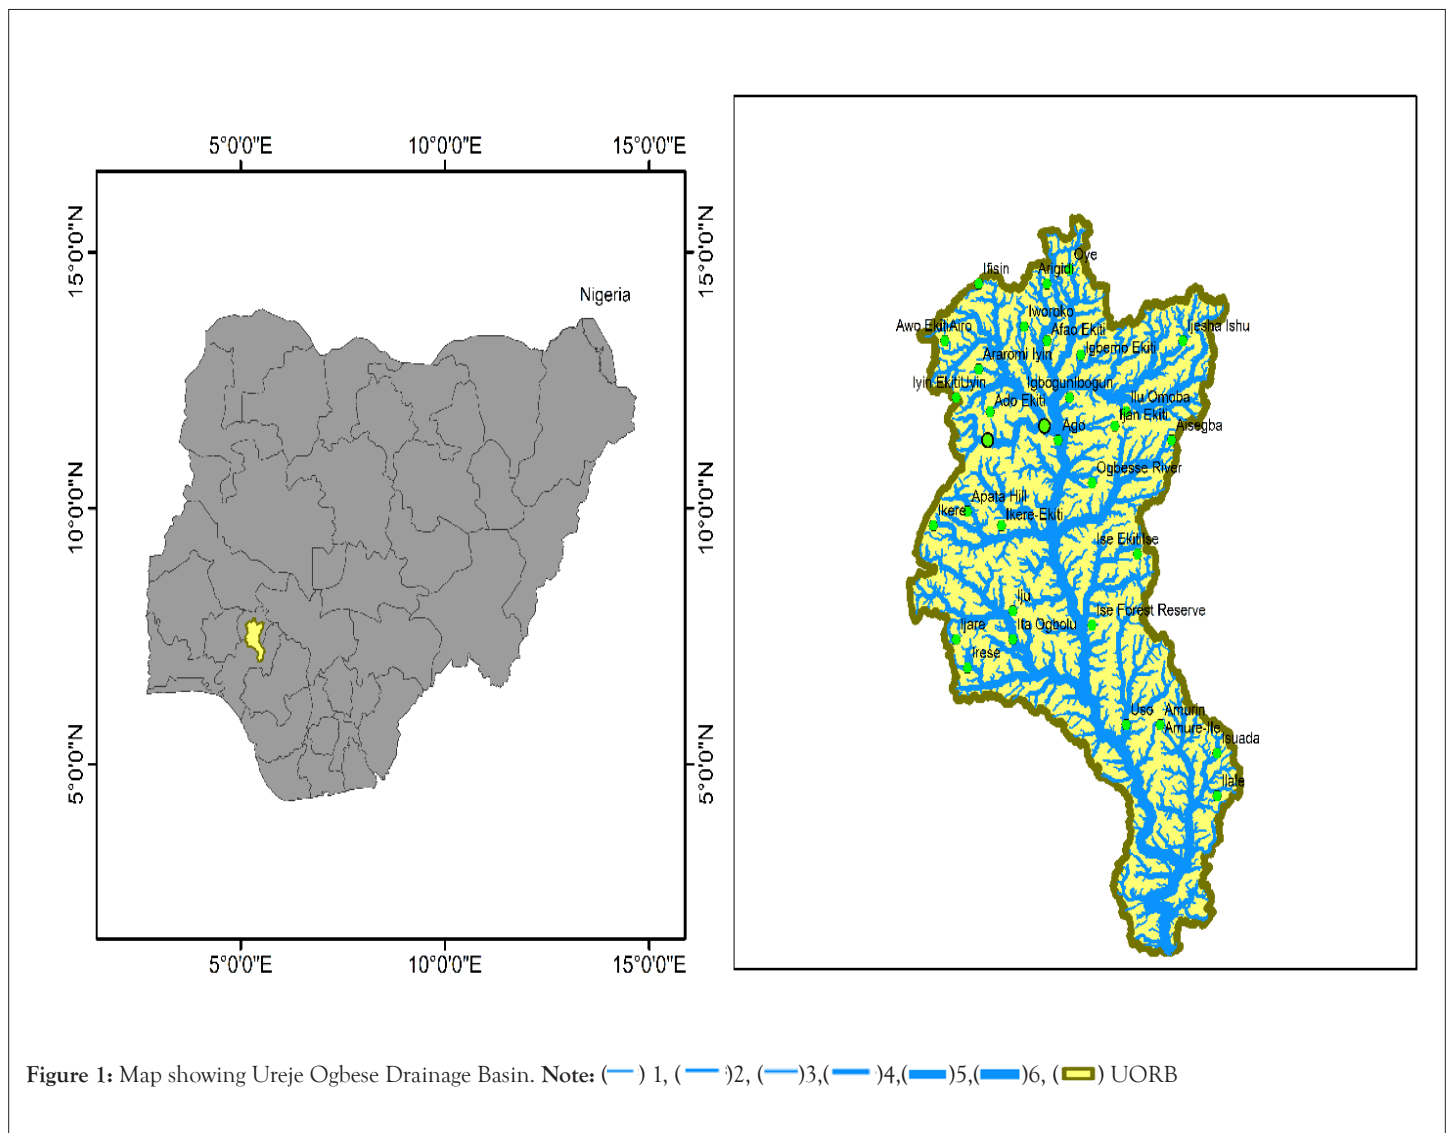 5°0'0"E 10°0'0"E 15°0'0"E
15°0'0"N 15°0'0"N
Nigeria
10°0'0"N 10°0'0"N
5°0'0"N 5°0'0"N
5°0'0"E 10°0'0"E 15°0'0"E
Oye
Ifisin Arigidi
Iworoko
Awo Ekiti Airo Afao Ekiti Ijesha Ishu
Araromi Iyin Igbemo Ekiti
Iyin Ekiti Uyin Igbogun Ibogun
Ado Ekiti Ilu Omoba
Ijan Ekiti
Ago Aisegba
Ogbesse River
Apata Hill
Ikere Ikere-Ekiti
Ise Ekiti Ise
Iju Ise Forest Reserve
Ijare Ita Ogbolu
Irese
Uso Amurin
Amure-Ile
Isuada
Ilale
Figure 1: Map showing Ureje Ogbese Drainage Basin. Note: ( ) 1, ( )2, ( )3,( )4,( )5,( )6, ( ) UORB